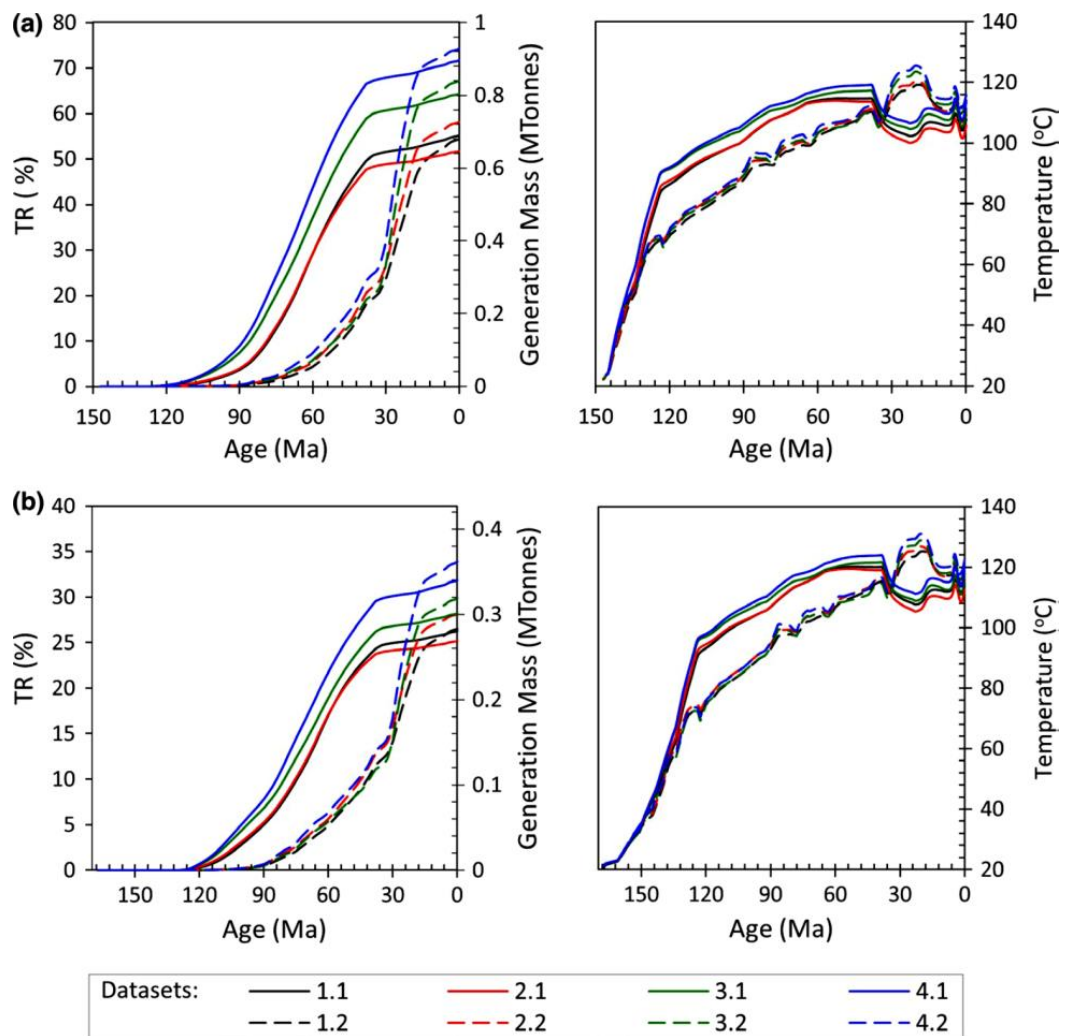 (a)
80
70
60
50
40
30
20
10
0
TR ( %)
150 120 90 60 30 0
Age (Ma)
1
0.8
0.6
0.4
0.2
0
Generation Mass (MTonnes)
140
120
100
80
60
40
20
Temperature (°C)
150 120 90 60 30 0
Age (Ma)
(b)
40
35
30
25
20
15
10
5
0
TR (%)
150 120 90 60 30 0
Age (Ma)
0.4
0.3
0.2
0.1
0
Generation Mass (MTonnes)
140
120
100
80
60
40
20
Temperature (°C)
150 120 90 60 30 0
Age (Ma)
Datasets: 1.1 2.1 3.1 4.1
1.2 2.2 3.2 4.2